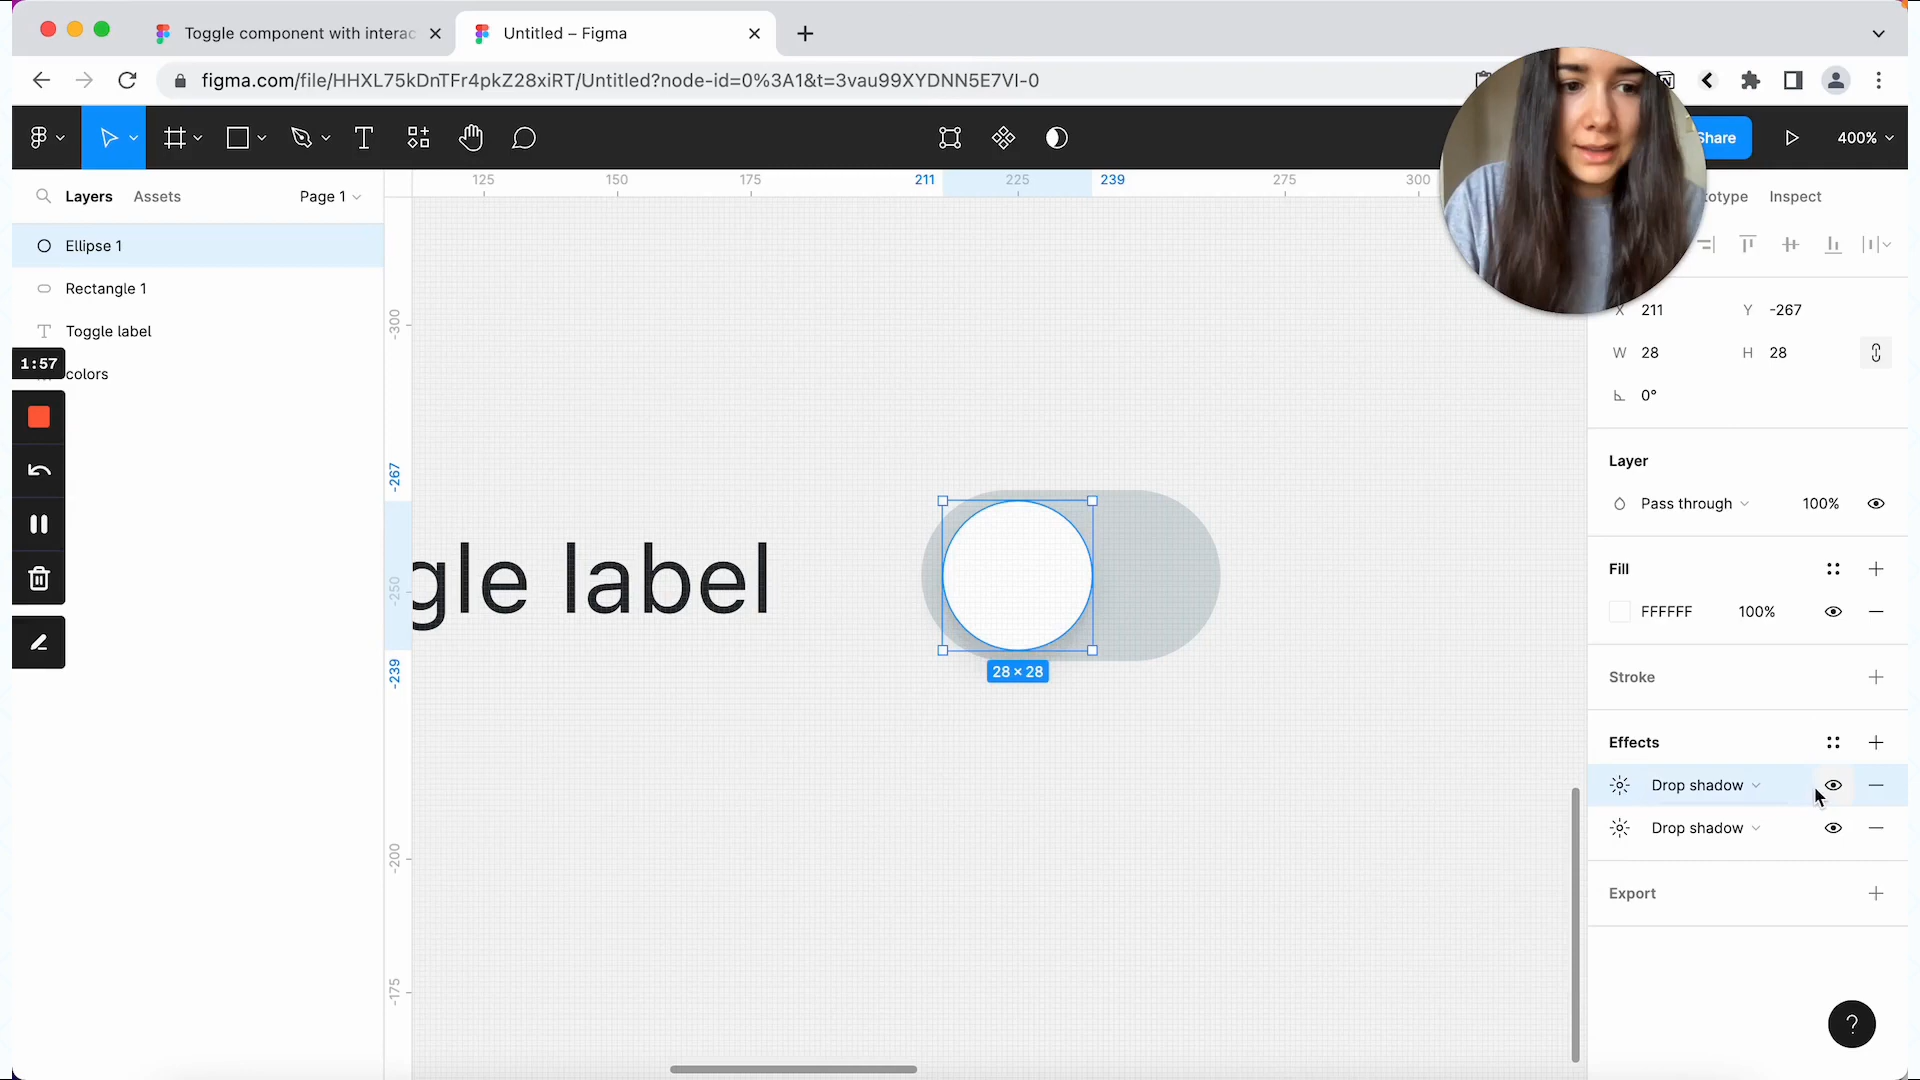 Toggle component with interac
Untitled – Figma
figma.com/file/HHXL75kDnTFr4pkZ28xiRT/Untitled?node-id=0%3A1&t=3vau99XYDNN5E7VI-0
Share
400%
Layers
Assets
Page 1
125
150
175
211
225
239
275
300
otype
Inspect
Ellipse 1
Rectangle 1
Toggle label
1:57
colors
-300
-267
-250
-239
-200
-175
gle label
28 × 28
X 211
Y -267
W 28
H 28
0°
Layer
Pass through
100%
Fill
FFFFFF
100%
Stroke
Effects
Drop shadow
Drop shadow
Export
?